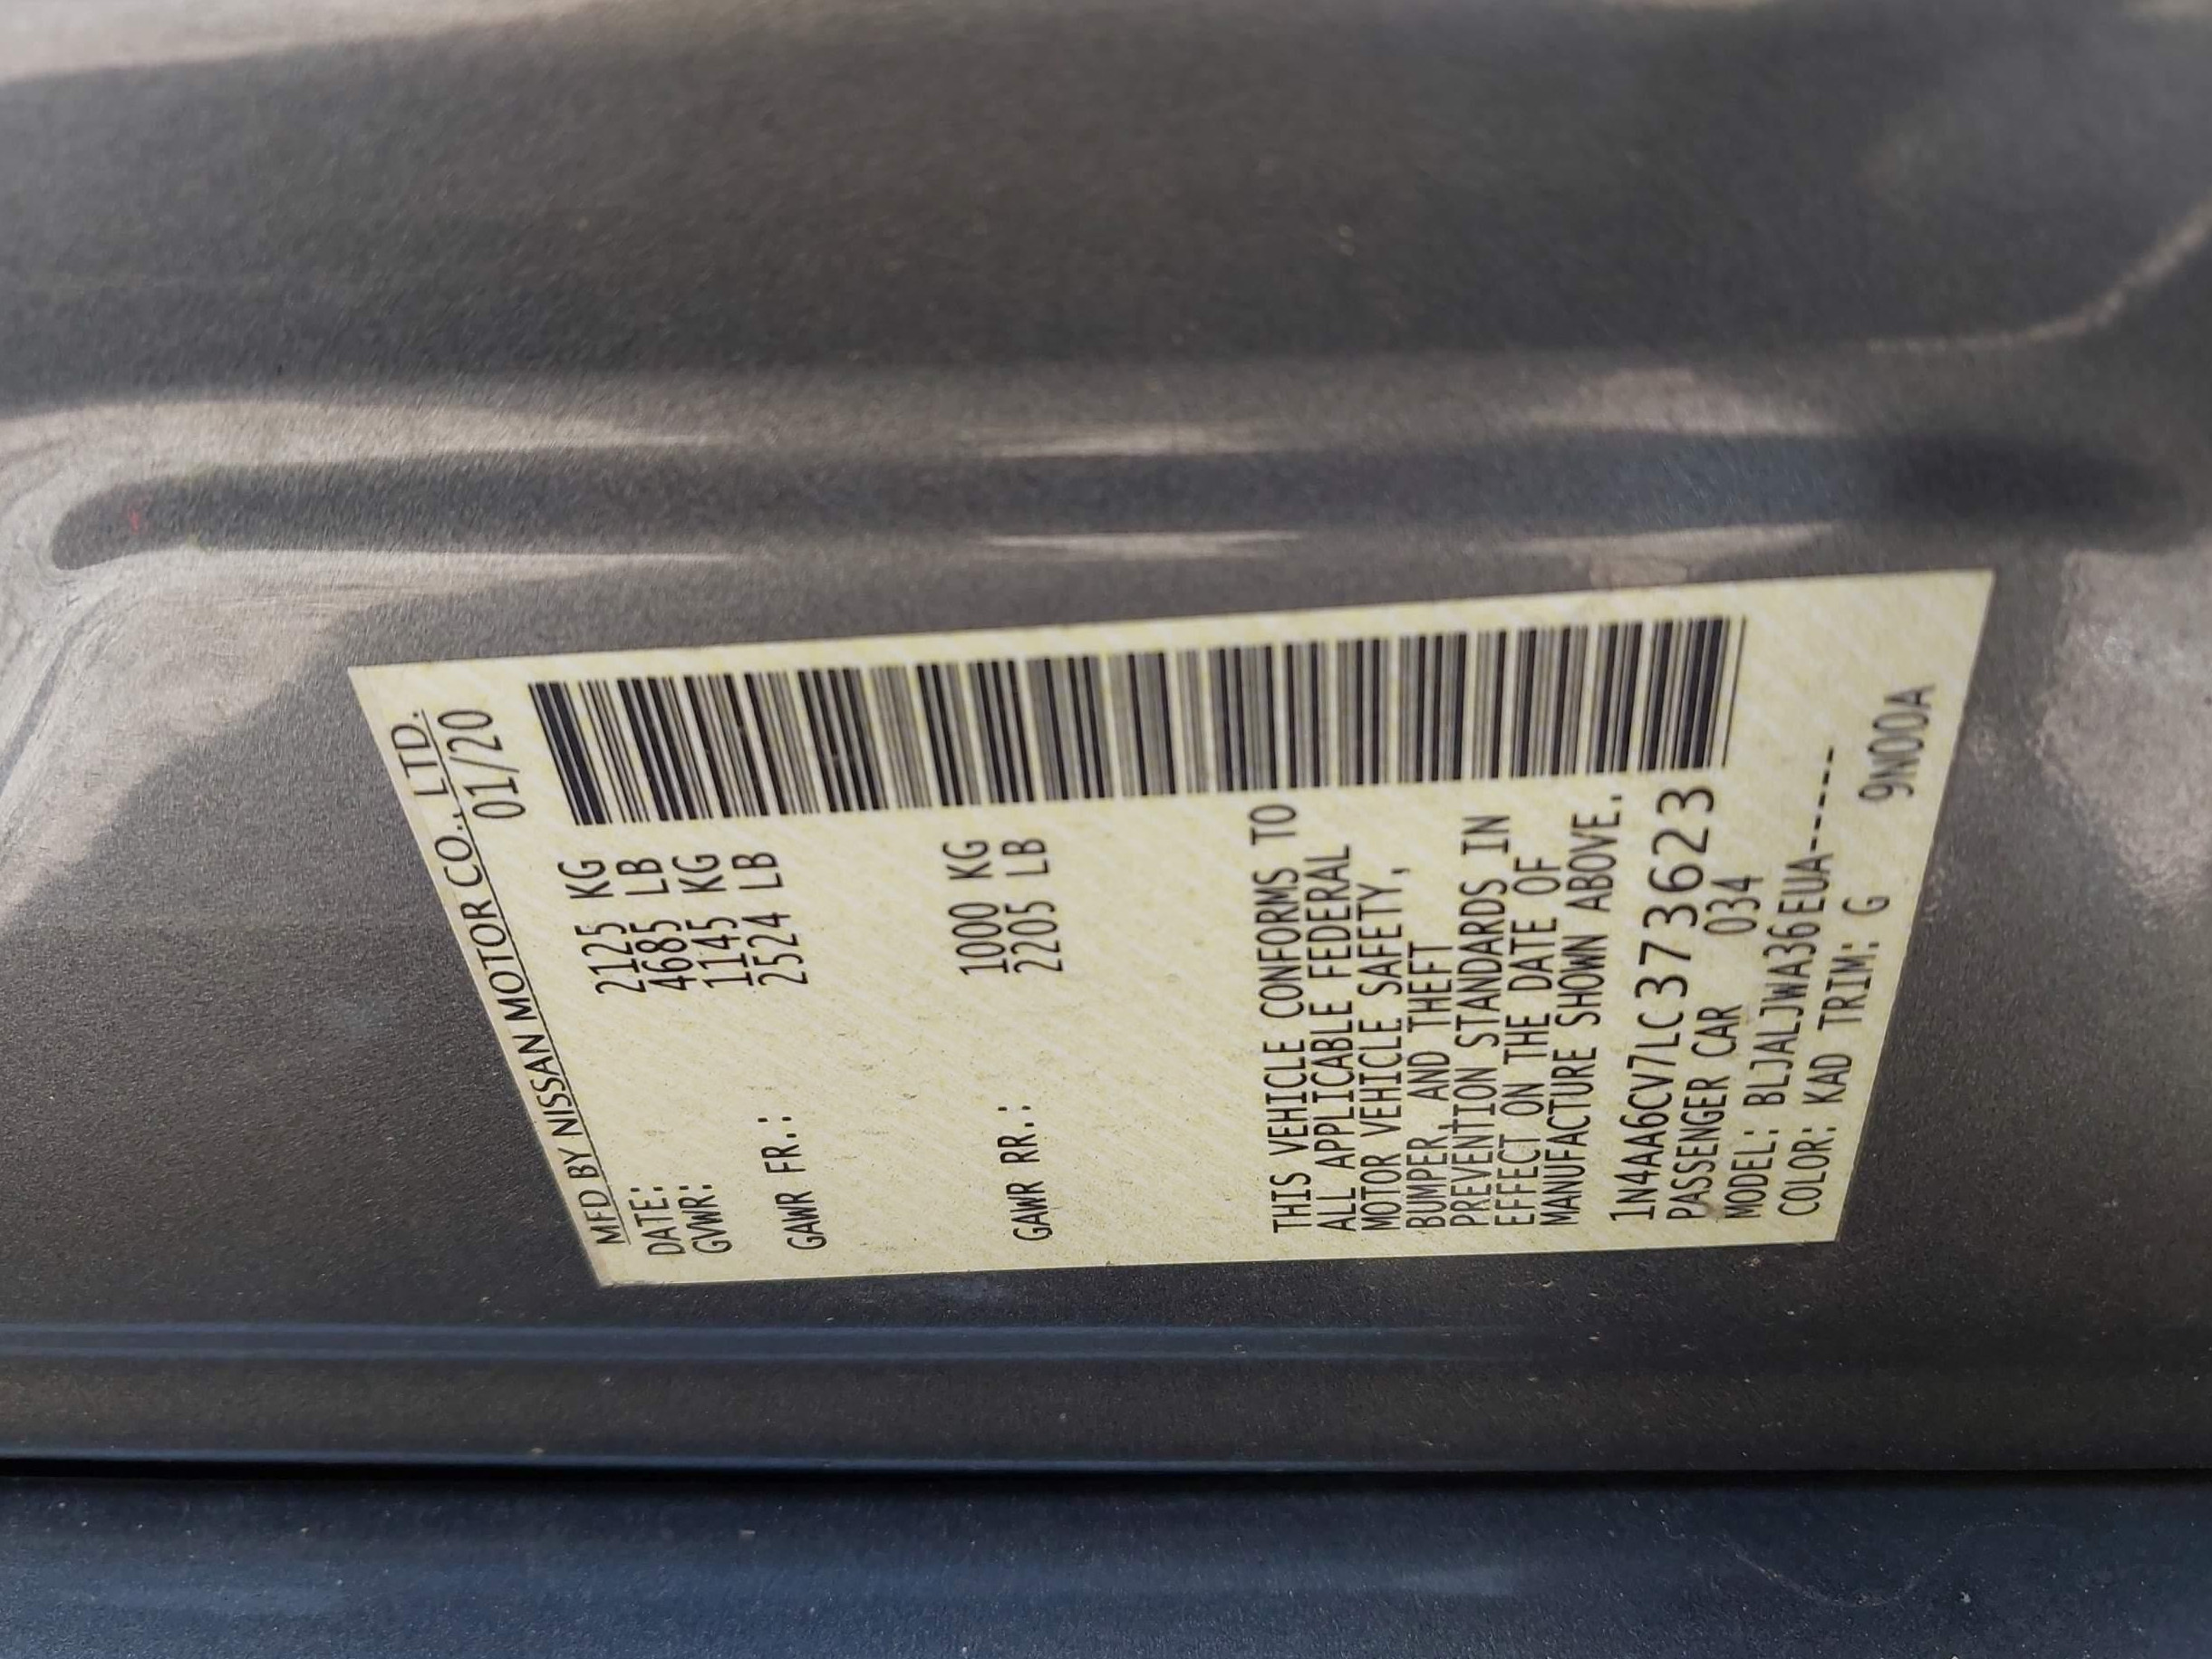 MFD BY NISSAN MOTOR CO., LTD.
DATE: 01/20
GVWR: 2125 KG
4685 LB
GAWR FR.: 1145 KG
2524 LB
GAWR RR.: 1000 KG
2205 LB
THIS VEHICLE CONFORMS TO
ALL APPLICABLE FEDERAL
MOTOR VEHICLE SAFETY,
BUMPER, AND THEFT
PREVENTION STANDARDS IN
EFFECT ON THE DATE OF
MANUFACTURE SHOWN ABOVE.
1N4AA6CV7LC373623
PASSENGER CAR 034
MODEL: BLJALJWA36EUA------
COLOR: KAD TRIM: G 9N00A